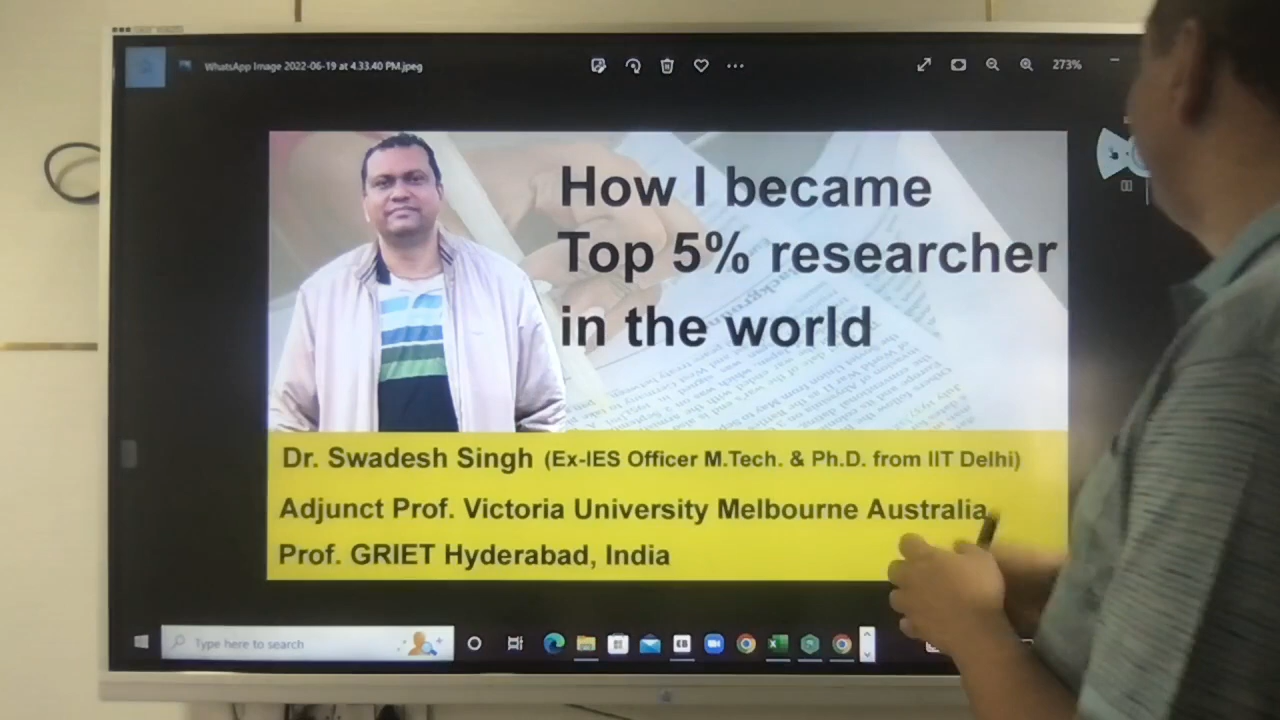 WhatsApp Image 2022-06-19 at 4.33.40 PM.jpeg
273%
How I became
Top 5% researcher
in the world
Dr. Swadesh Singh (Ex-IES Officer M.Tech. & Ph.D. from IIT Delhi)
Adjunct Prof. Victoria University Melbourne Australia
Prof. GRIET Hyderabad, India
Type here to search